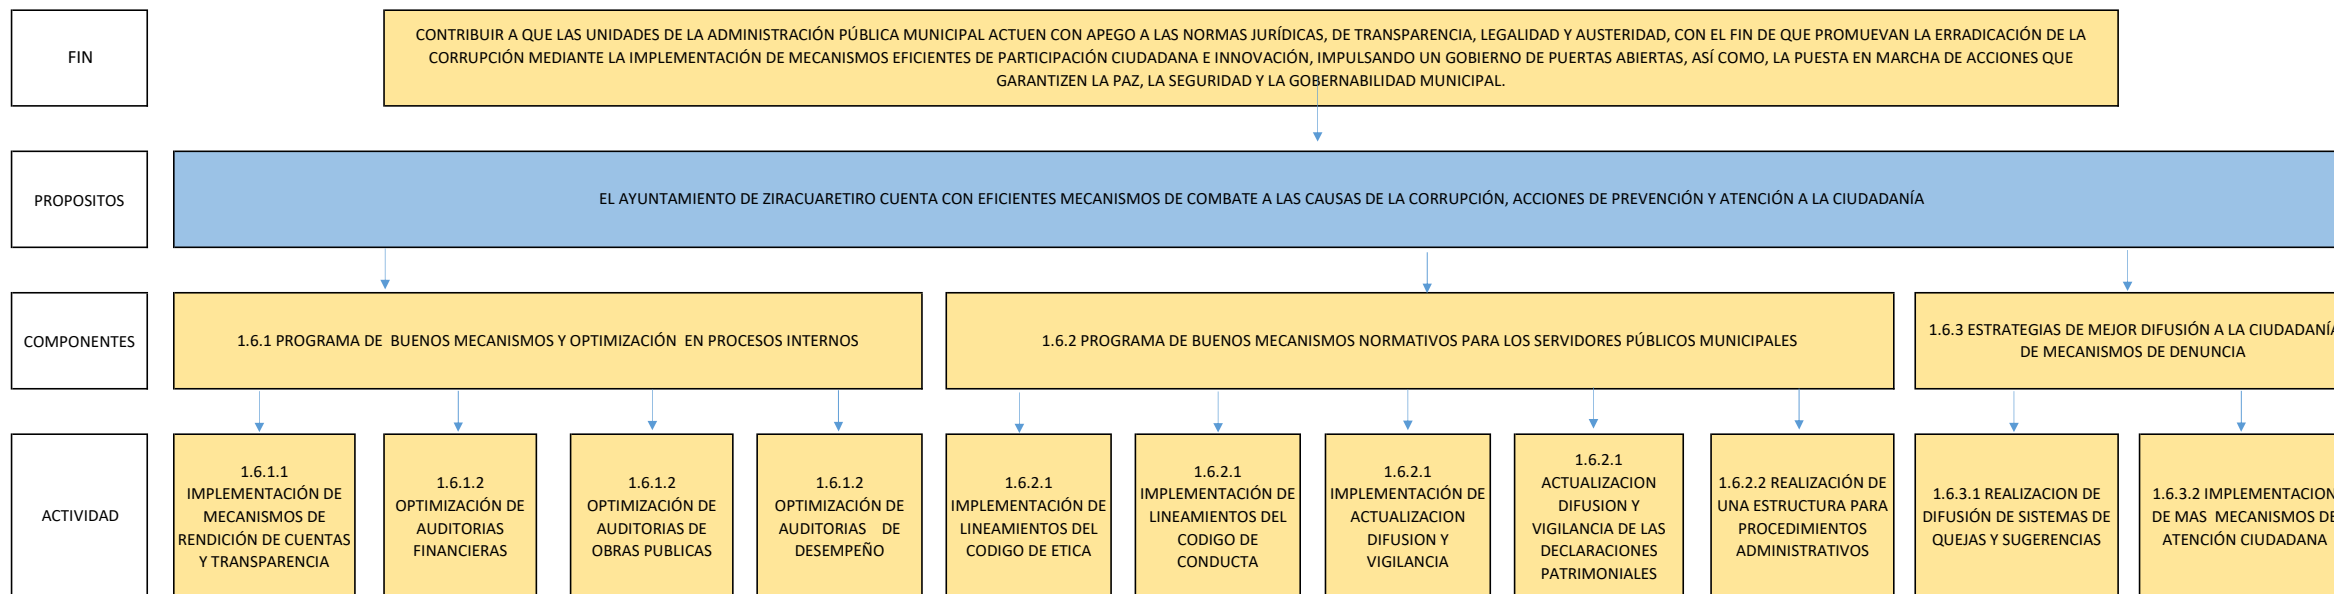 FIN
CONTRIBUIR A QUE LAS UNIDADES DE LA ADMINISTRACIÓN PÚBLICA MUNICIPAL ACTUEN CON APEGO A LAS NORMAS JURÍDICAS, DE TRANSPARENCIA, LEGALIDAD Y AUSTERIDAD, CON EL FIN DE QUE PROMUEVAN LA ERRADICACIÓN DE LA
CORRUPCIÓN MEDIANTE LA IMPLEMENTACIÓN DE MECANISMOS EFICIENTES DE PARTICIPACIÓN CIUDADANA E INNOVACIÓN, IMPULSANDO UN GOBIERNO DE PUERTAS ABIERTAS, ASÍ COMO, LA PUESTA EN MARCHA DE ACCIONES QUE
GARANTIZEN LA PAZ, LA SEGURIDAD Y LA GOBERNABILIDAD MUNICIPAL.
PROPOSITOS
EL AYUNTAMIENTO DE ZIRACUARETIRO CUENTA CON EFICIENTES MECANISMOS DE COMBATE A LAS CAUSAS DE LA CORRUPCIÓN, ACCIONES DE PREVENCIÓN Y ATENCIÓN A LA CIUDADANÍA
COMPONENTES
1.6.1 PROGRAMA DE BUENOS MECANISMOS Y OPTIMIZACIÓN EN PROCESOS INTERNOS
1.6.2 PROGRAMA DE BUENOS MECANISMOS NORMATIVOS PARA LOS SERVIDORES PÚBLICOS MUNICIPALES
1.6.3 ESTRATEGIAS DE MEJOR DIFUSIÓN A LA CIUDADANÍA
DE MECANISMOS DE DENUNCIA
ACTIVIDAD
1.6.1.1
IMPLEMENTACIÓN DE
MECANISMOS DE
RENDICIÓN DE CUENTAS
Y TRANSPARENCIA
1.6.1.2
OPTIMIZACIÓN DE
AUDITORIAS
FINANCIERAS
1.6.1.2
OPTIMIZACIÓN DE
AUDITORIAS DE
OBRAS PUBLICAS
1.6.1.2
OPTIMIZACIÓN DE
AUDITORIAS DE
DESEMPEÑO
1.6.2.1
IMPLEMENTACIÓN DE
LINEAMIENTOS DEL
CODIGO DE ETICA
1.6.2.1
IMPLEMENTACIÓN DE
LINEAMIENTOS DEL
CODIGO DE
CONDUCTA
1.6.2.1
IMPLEMENTACIÓN DE
ACTUALIZACION
DIFUSION Y
VIGILANCIA
1.6.2.1
ACTUALIZACION
DIFUSION Y
VIGILANCIA DE LAS
DECLARACIONES
PATRIMONIALES
1.6.2.2 REALIZACIÓN DE
UNA ESTRUCTURA PARA
PROCEDIMIENTOS
ADMINISTRATIVOS
1.6.3.1 REALIZACION DE
DIFUSIÓN DE SISTEMAS DE
QUEJAS Y SUGERENCIAS
1.6.3.2 IMPLEMENTACION
DE MAS MECANISMOS DE
ATENCIÓN CIUDADANA